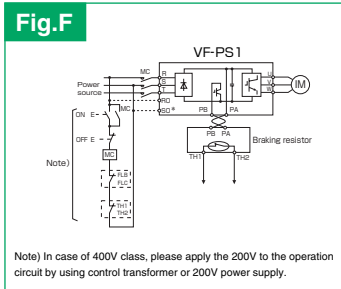 Fig.F
VF-PS1
MC
R
S
T
Power
source
RO
SO*
U
V
W
IM
PB PA
ON E
MC
OFF E
MC
Note)
FLB
FLC
TH1
TH2
PB PA
Braking resistor
TH1
TH2
Note) In case of 400V class, please apply the 200V to the operation
circuit by using control transformer or 200V power supply.